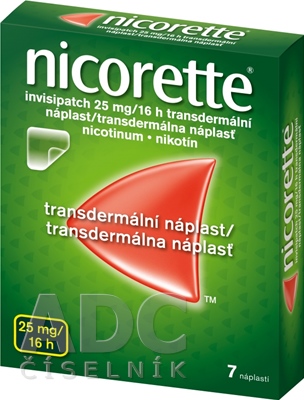 nicorette®
invisipatch 25 mg/16 h transdermální
náplast/transdermálna náplasť
nicotinum • nikotín
transdermální náplast/
transdermálna náplasť
TM
25 mg/
16 h
7 náplastí
ADC
ČÍSELNÍK